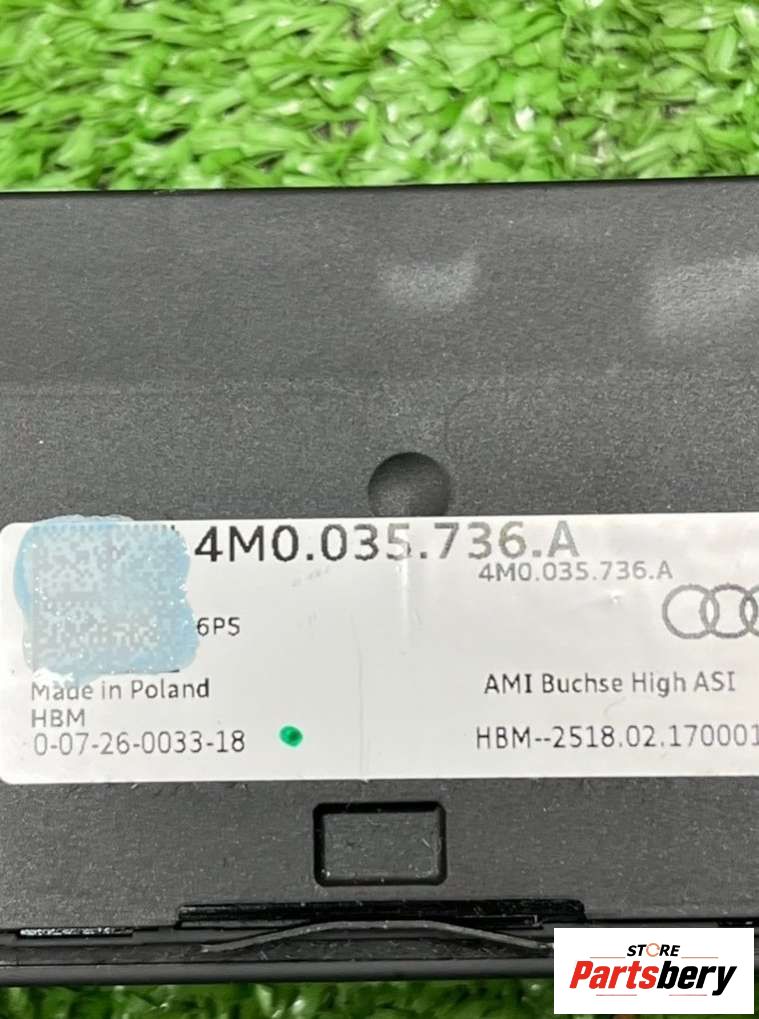 4M0.035.736.A
4M0.035.736.A
6P5
Made in Poland
AMI Buchse High ASI
HBM
0-07-26-0033-18
HBM--2518.02.170001
STORE
Partsbery